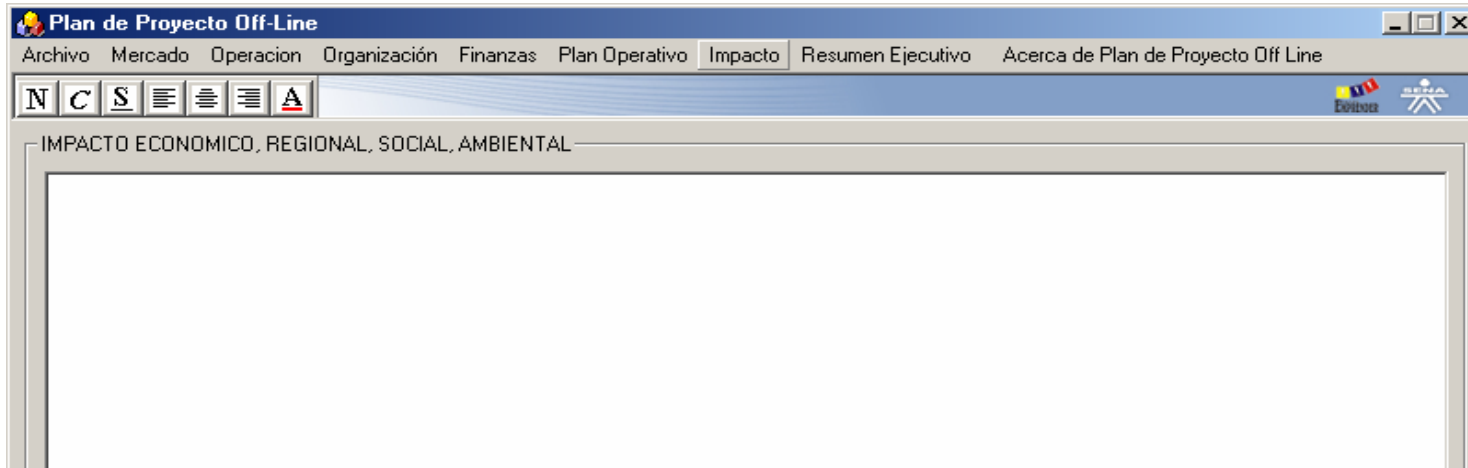 Plan de Proyecto Off-Line
Archivo Mercado Operacion Organización Finanzas Plan Operativo Impacto Resumen Ejecutivo Acerca de Plan de Proyecto Off Line
N C S A
SENA
IMPACTO ECONOMICO, REGIONAL, SOCIAL, AMBIENTAL